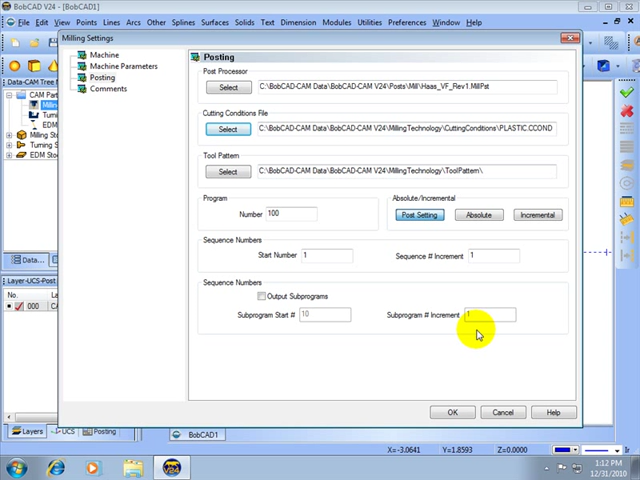 BobCAD V24 - [BobCAD1]
File Edit View Points Lines Arcs Other Splines Surfaces Solids Text Dimension Modules Utilities Preferences Window Help
Milling Settings
Data-CAM Tree M
CAM Part
Milling
Turnin
EDM
Milling Stoc
Turning S
EDM Stoc
Data...
Layer-UCS-Post
No.
000
Layers
UCS
Posting
Machine
Machine Parameters
Posting
Comments
Posting
Post Processor
Select
C:\BobCAD-CAM Data\BobCAD-CAM V24\Posts\Mill\Haas_VF_Rev1.MillPst
Cutting Conditions File
Select
C:\BobCAD-CAM Data\BobCAD-CAM V24\MillingTechnology\CuttingConditions\PLASTIC.CCOND
Tool Pattern
Select
C:\BobCAD-CAM Data\BobCAD-CAM V24\MillingTechnology\ToolPattern\
Program
Number 100
Absolute/Incremental
Post Setting Absolute Incremental
Sequence Numbers
Start Number 1
Sequence # Increment 1
Sequence Numbers
Output Subprograms
Subprogram Start # 10
Subprogram # Increment 1
OK Cancel Help
BobCAD1
X=-3.0641 Y=1.8593 Z=0.0000
V24
1:12 PM
12/31/2010